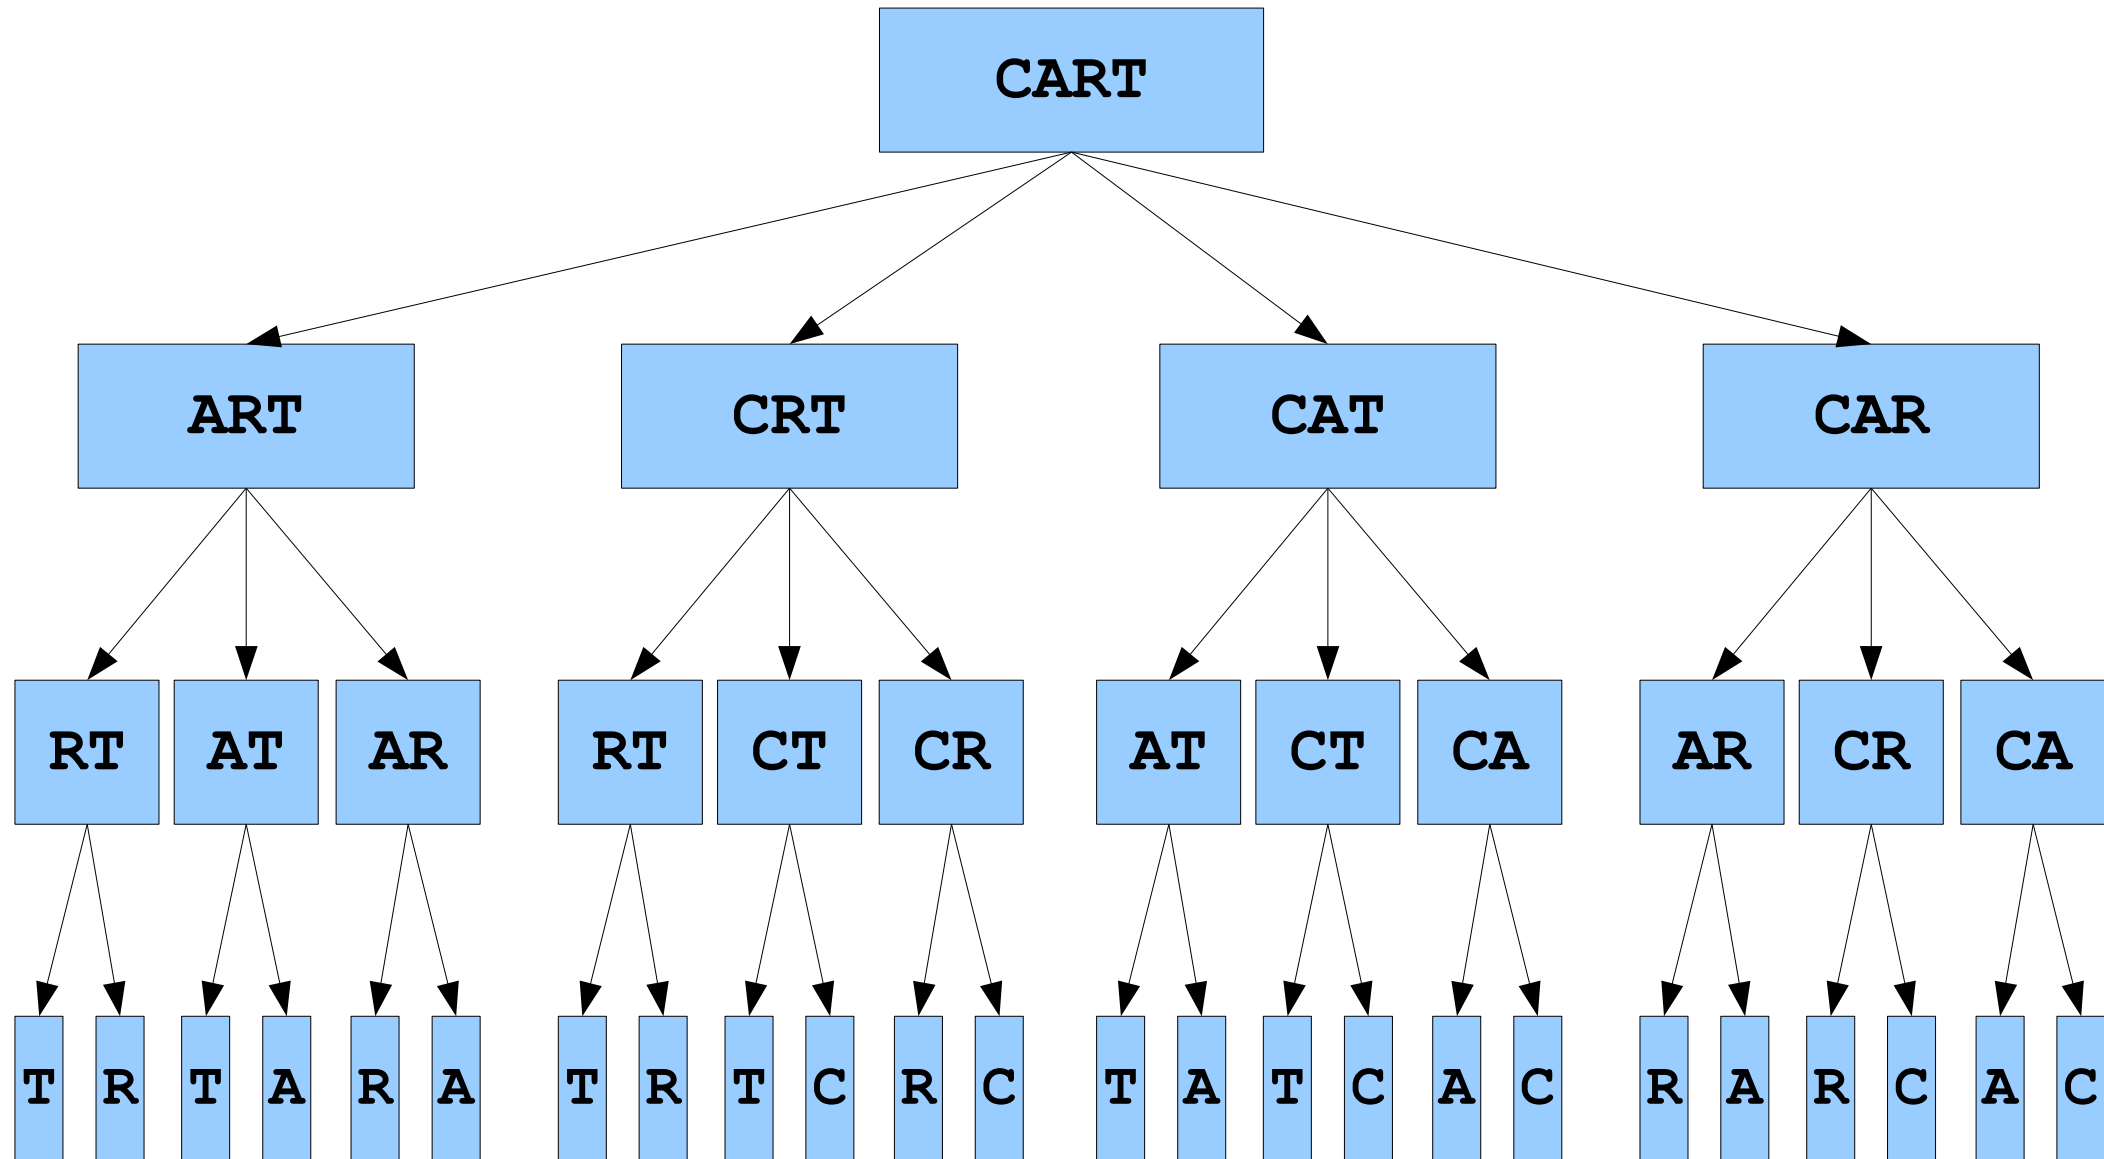 CART
ART CRT CAT CAR
RT AT AR RT CT CR AT CT CA AR CR CA
T R T A R A T R T C R C T A T C A C R A R C A C